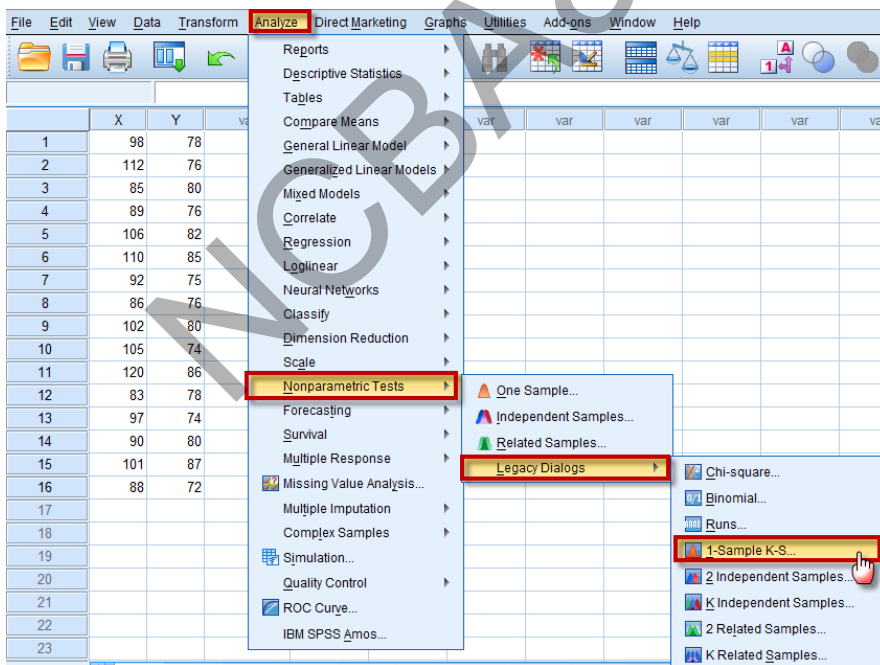 File Edit View Data Transform Analyze Direct Marketing Graphs Utilities Add-ons Window Help
X Y var var var var var
1 98 78
2 112 76
3 85 80
4 89 76
5 106 82
6 110 85
7 92 75
8 86 76
9 102 80
10 105 74
11 120 86
12 83 78
13 97 74
14 90 80
15 101 87
16 88 72
17
18
19
20
21
22
23
Reports
Descriptive Statistics
Tables
Compare Means
General Linear Model
Generalized Linear Models
Mixed Models
Correlate
Regression
Loglinear
Neural Networks
Classify
Dimension Reduction
Scale
Nonparametric Tests
Forecasting
Survival
Multiple Response
Missing Value Analysis...
Multiple Imputation
Complex Samples
Simulation...
Quality Control
ROC Curve...
IBM SPSS Amos...
One Sample...
Independent Samples...
Related Samples...
Legacy Dialogs
Chi-square...
Binomial...
Runs...
1-Sample K-S...
2 Independent Samples...
K Independent Samples...
2 Related Samples...
K Related Samples...